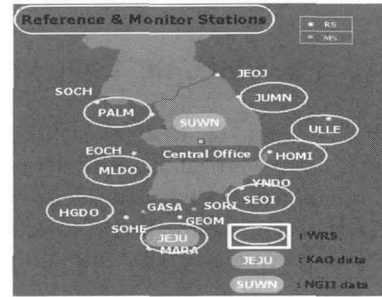 Reference & Monitor Stations
RS
MS
JEOJ
SOCH
JUMN
PALM
SUWN
ULLE
EOCH
Central Office
HOMI
MLDO
YNDO
SEOI
GASA
SORI
HGDO
GEOM
SOHE
JEJU
MARA
: WRS
JEJU : KAO data
SUWN : NGII data